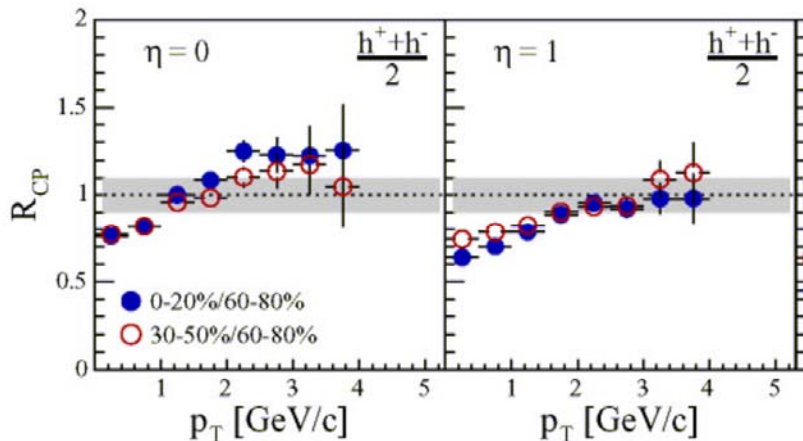 2
1.5
1
0.5
0
R_CP
η = 0
h⁺+h⁻
2
0-20%/60-80%
30-50%/60-80%
1 2 3 4 5
p_T [GeV/c]
η = 1
h⁺+h⁻
2
1 2 3 4 5
p_T [GeV/c]